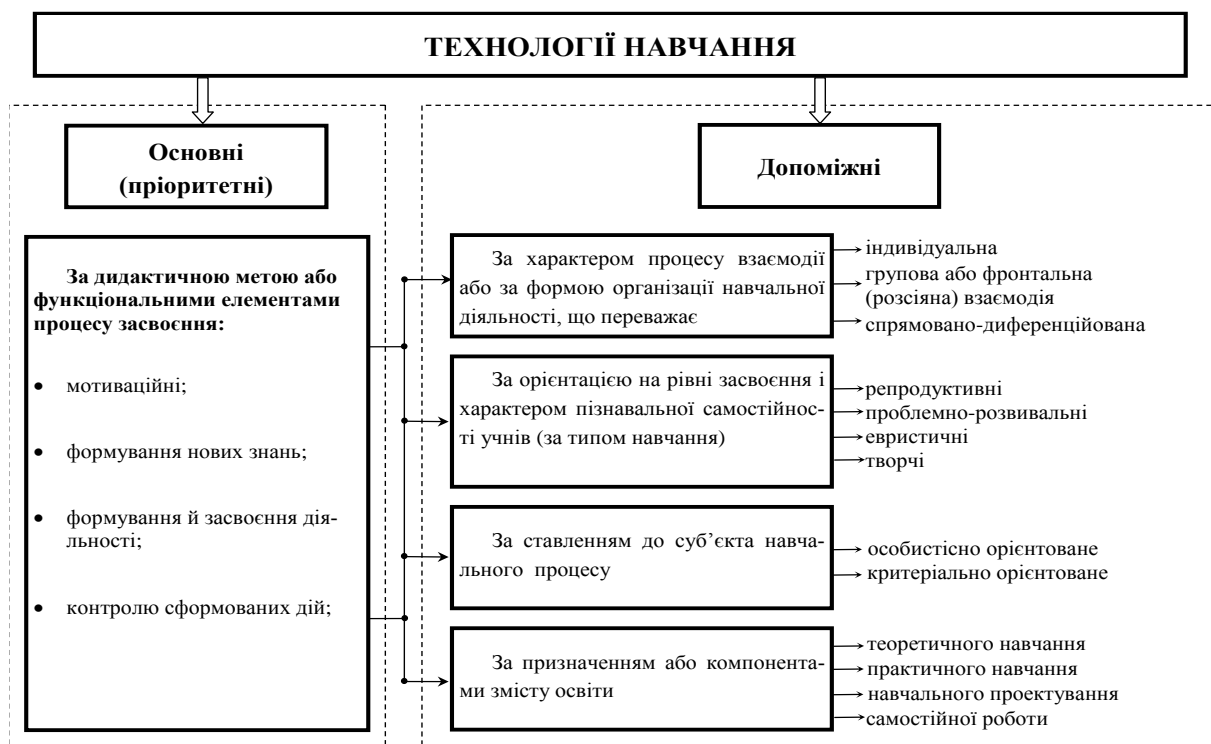 ТЕХНОЛОГІЇ НАВЧАННЯ
Основні
(пріоритетні)
За дидактичною метою або
функціональними елементами
процесу засвоєння:
• мотиваційні;
• формування нових знань;
• формування й засвоєння дія-
льності;
• контролю сформованих дій;
Допоміжні
За характером процесу взаємодії
або за формою організації навчальної
діяльності, що переважає
індивідуальна
групова або фронтальна
(розсіяна) взаємодія
спрямовано-диференційована
За орієнтацією на рівні засвоєння і
характером пізнавальної самостійнос-
ті учнів (за типом навчання)
репродуктивні
проблемно-розвивальні
евристичні
творчі
За ставленням до суб’єкта навча-
льного процесу
особистісно орієнтоване
критеріально орієнтоване
За призначенням або компонента-
ми змісту освіти
теоретичного навчання
практичного навчання
навчального проектування
самостійної роботи